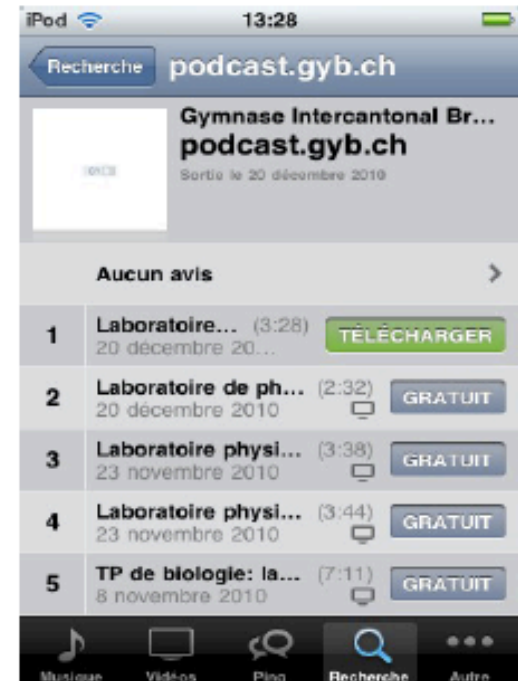 iPod 13:28
Recherche podcast.gyb.ch
Gymnase Intercantonal Br...
podcast.gyb.ch
Sortie le 20 décembre 2010
Aucun avis
1 Laboratoire... (3:28) TÉLÉCHARGER
20 décembre 20...
2 Laboratoire de ph... (2:32) GRATUIT
20 décembre 2010
3 Laboratoire physi... (3:38) GRATUIT
23 novembre 2010
4 Laboratoire physi... (3:44) GRATUIT
23 novembre 2010
5 TP de biologie: la... (7:11) GRATUIT
8 novembre 2010
Musique Vidéos Ping Recherche Autre